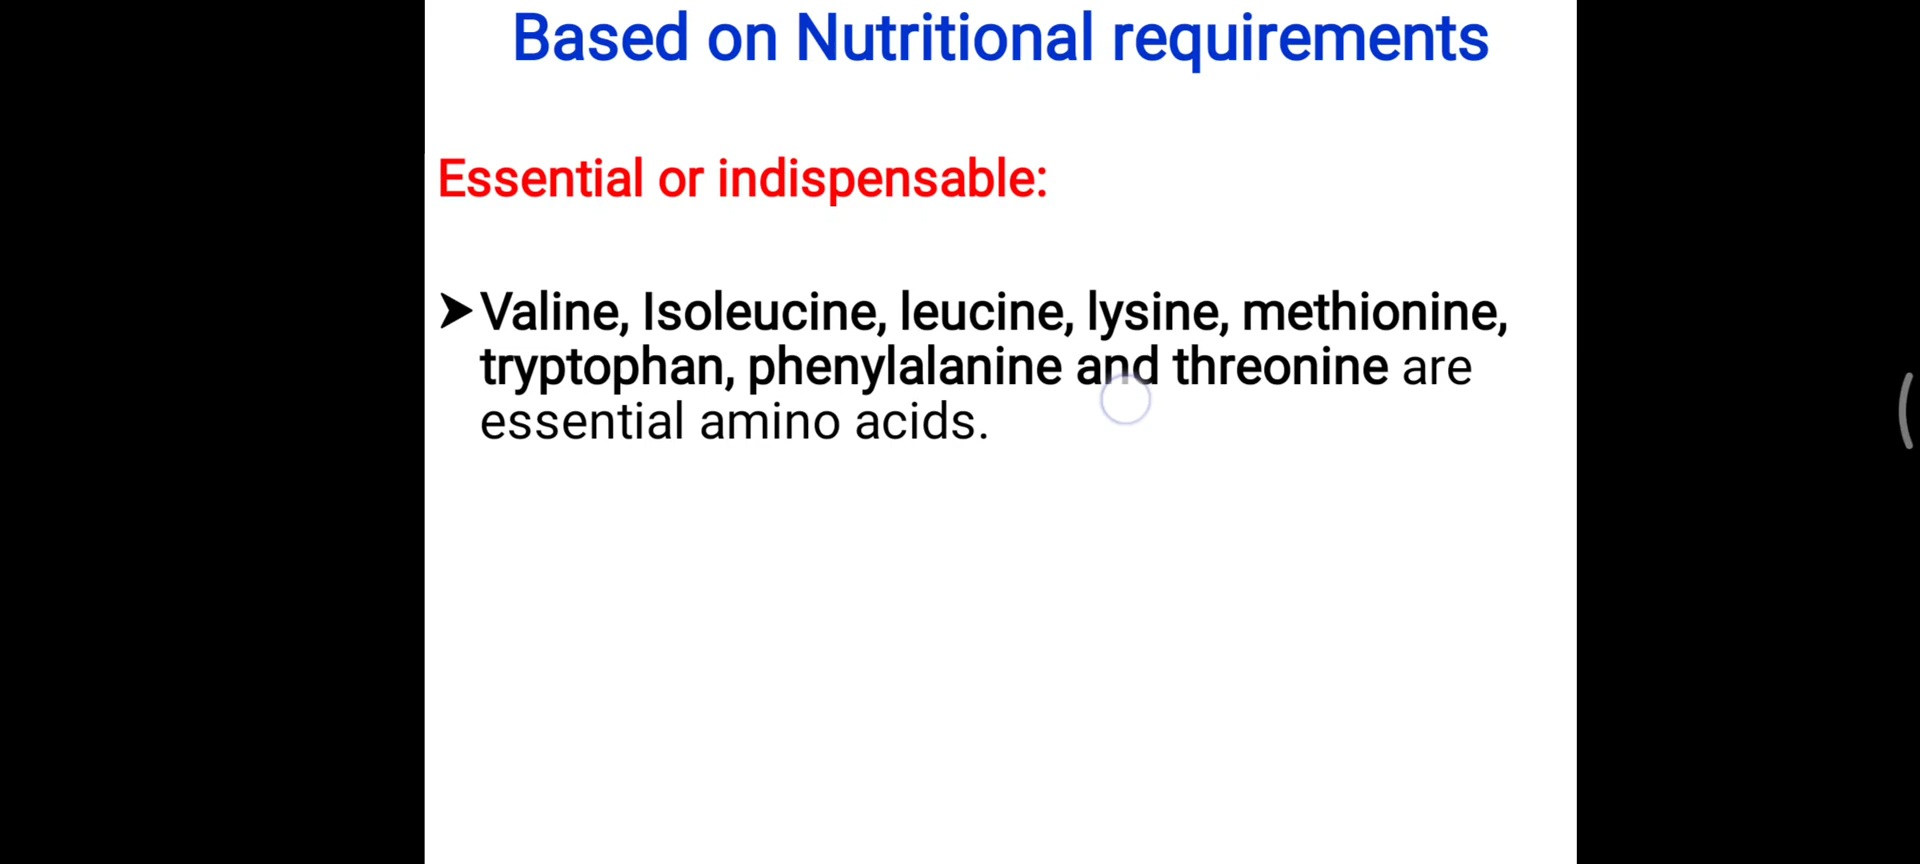 Based on Nutritional requirements
Essential or indispensable:
➤Valine, Isoleucine, leucine, lysine, methionine,
tryptophan, phenylalanine and threonine are
essential amino acids.